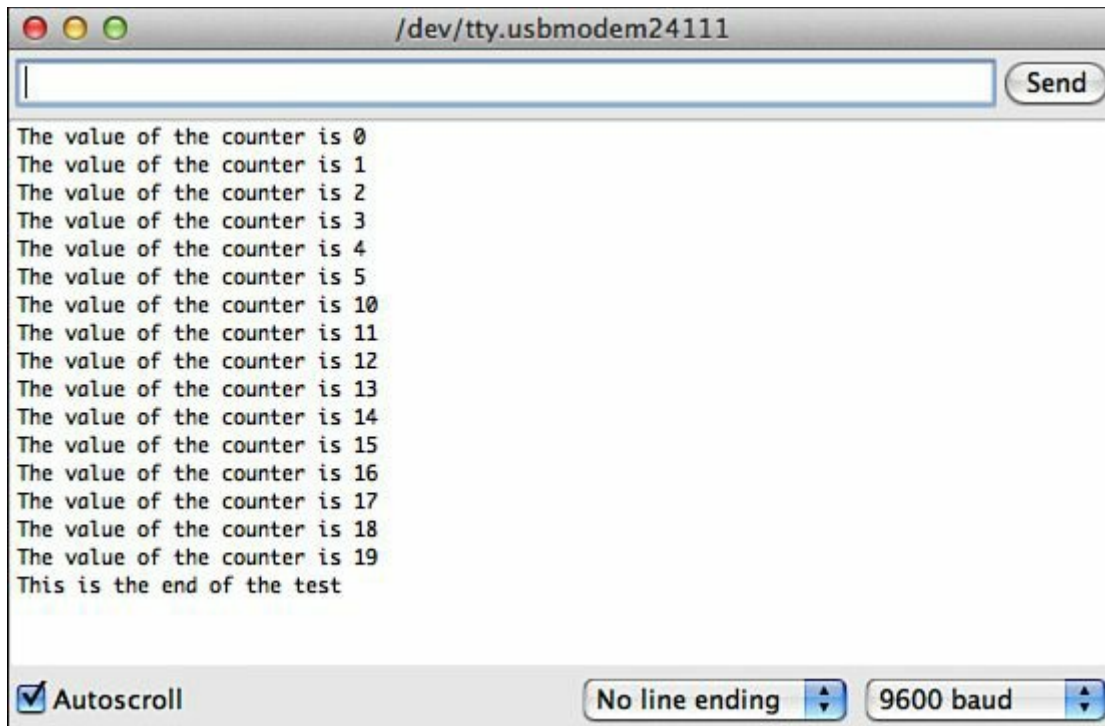 /dev/tty.usbmodem24111
Send
The value of the counter is 0
The value of the counter is 1
The value of the counter is 2
The value of the counter is 3
The value of the counter is 4
The value of the counter is 5
The value of the counter is 10
The value of the counter is 11
The value of the counter is 12
The value of the counter is 13
The value of the counter is 14
The value of the counter is 15
The value of the counter is 16
The value of the counter is 17
The value of the counter is 18
The value of the counter is 19
This is the end of the test
Autoscroll No line ending 9600 baud